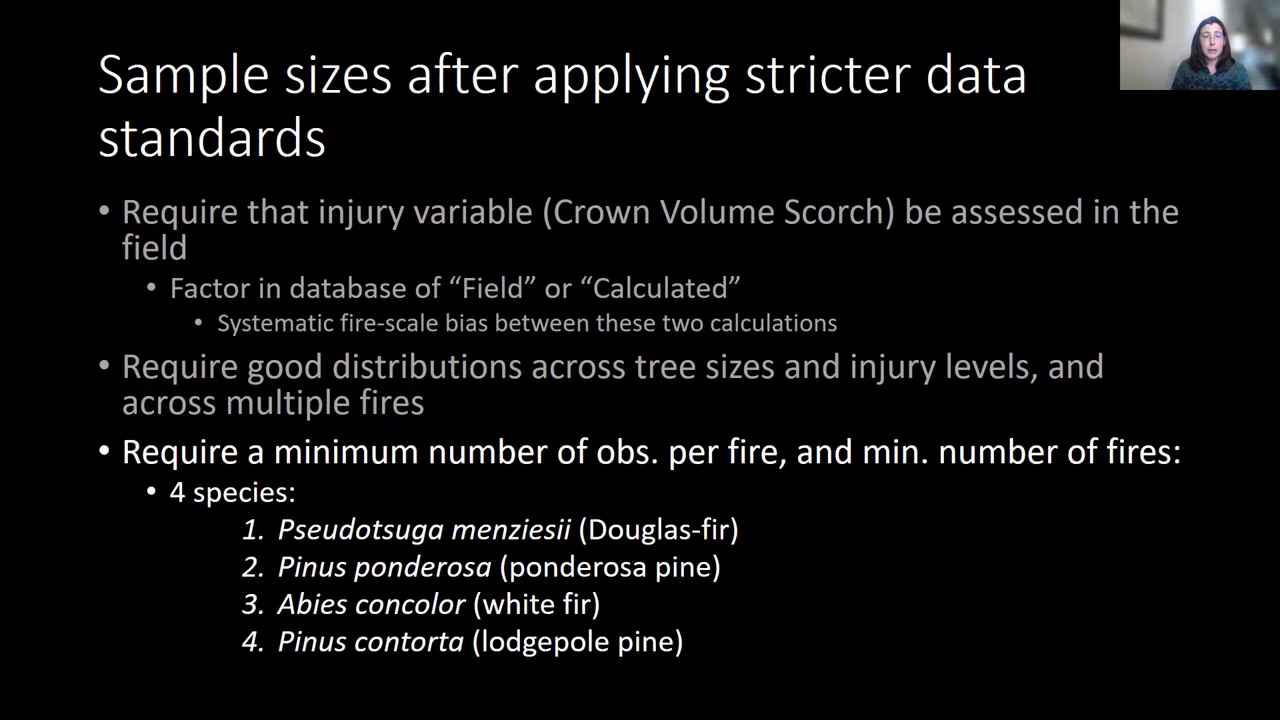 Sample sizes after applying stricter data
standards
• Require that injury variable (Crown Volume Scorch) be assessed in the
field
• Factor in database of “Field” or “Calculated”
• Systematic fire-scale bias between these two calculations
• Require good distributions across tree sizes and injury levels, and
across multiple fires
• Require a minimum number of obs. per fire, and min. number of fires:
• 4 species:
1. Pseudotsuga menziesii (Douglas-fir)
2. Pinus ponderosa (ponderosa pine)
3. Abies concolor (white fir)
4. Pinus contorta (lodgepole pine)